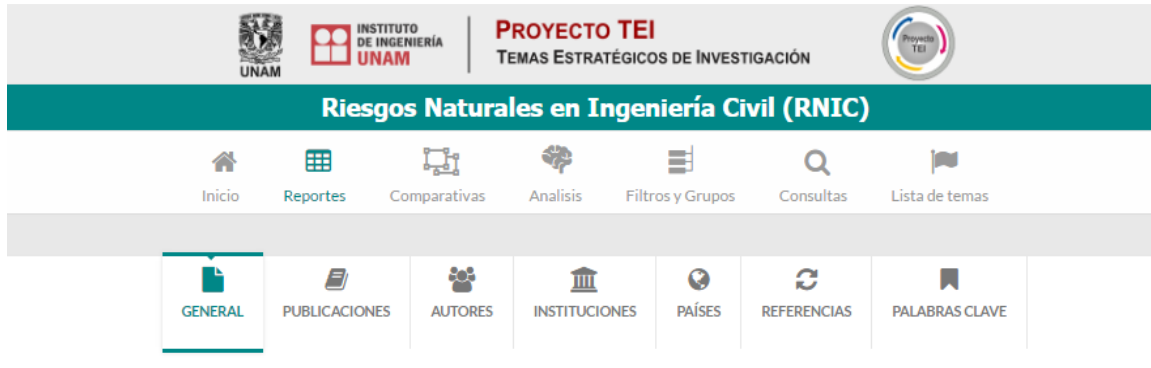 UNAM
INSTITUTO
DE INGENIERÍA
UNAM
PROYECTO TEI
TEMAS ESTRATÉGICOS DE INVESTIGACIÓN
Proyecto
TEI
Riesgos Naturales en Ingeniería Civil (RNIC)
Inicio Reportes Comparativas Analisis Filtros y Grupos Consultas Lista de temas
GENERAL PUBLICACIONES AUTORES INSTITUCIONES PAÍSES REFERENCIAS PALABRAS CLAVE